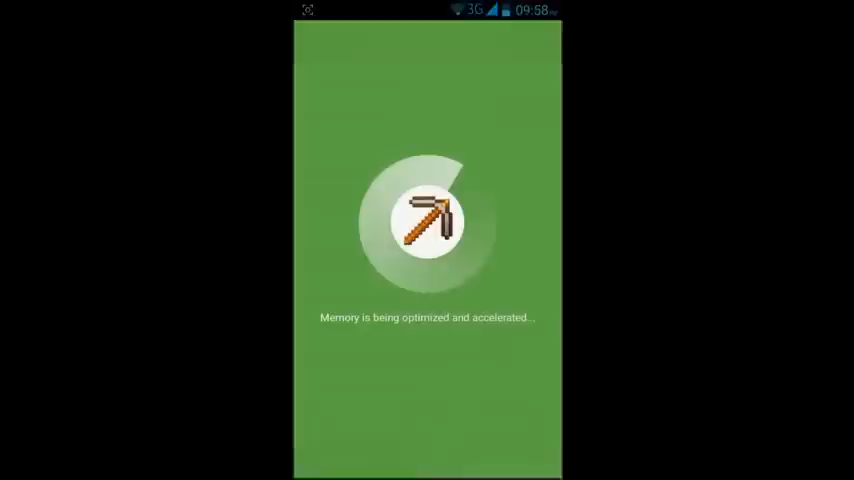 3G 09:58
Memory is being optimized and accelerated...